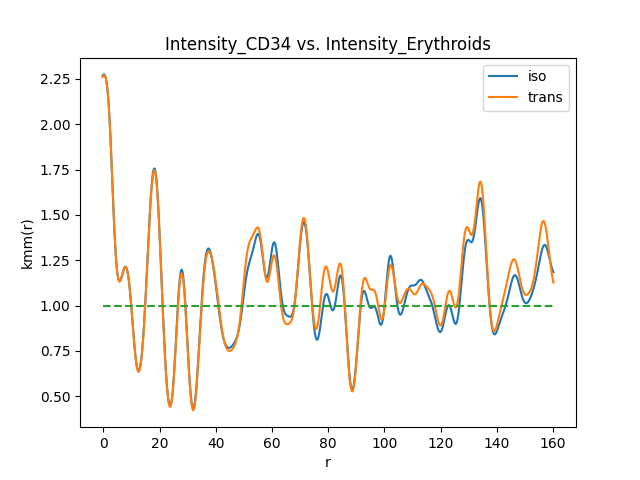 Intensity_CD34 vs. Intensity_Erythroids
iso
trans
2.25
2.00
1.75
1.50
1.25
1.00
0.75
0.50
kmm(r)
0 20 40 60 80 100 120 140 160
r